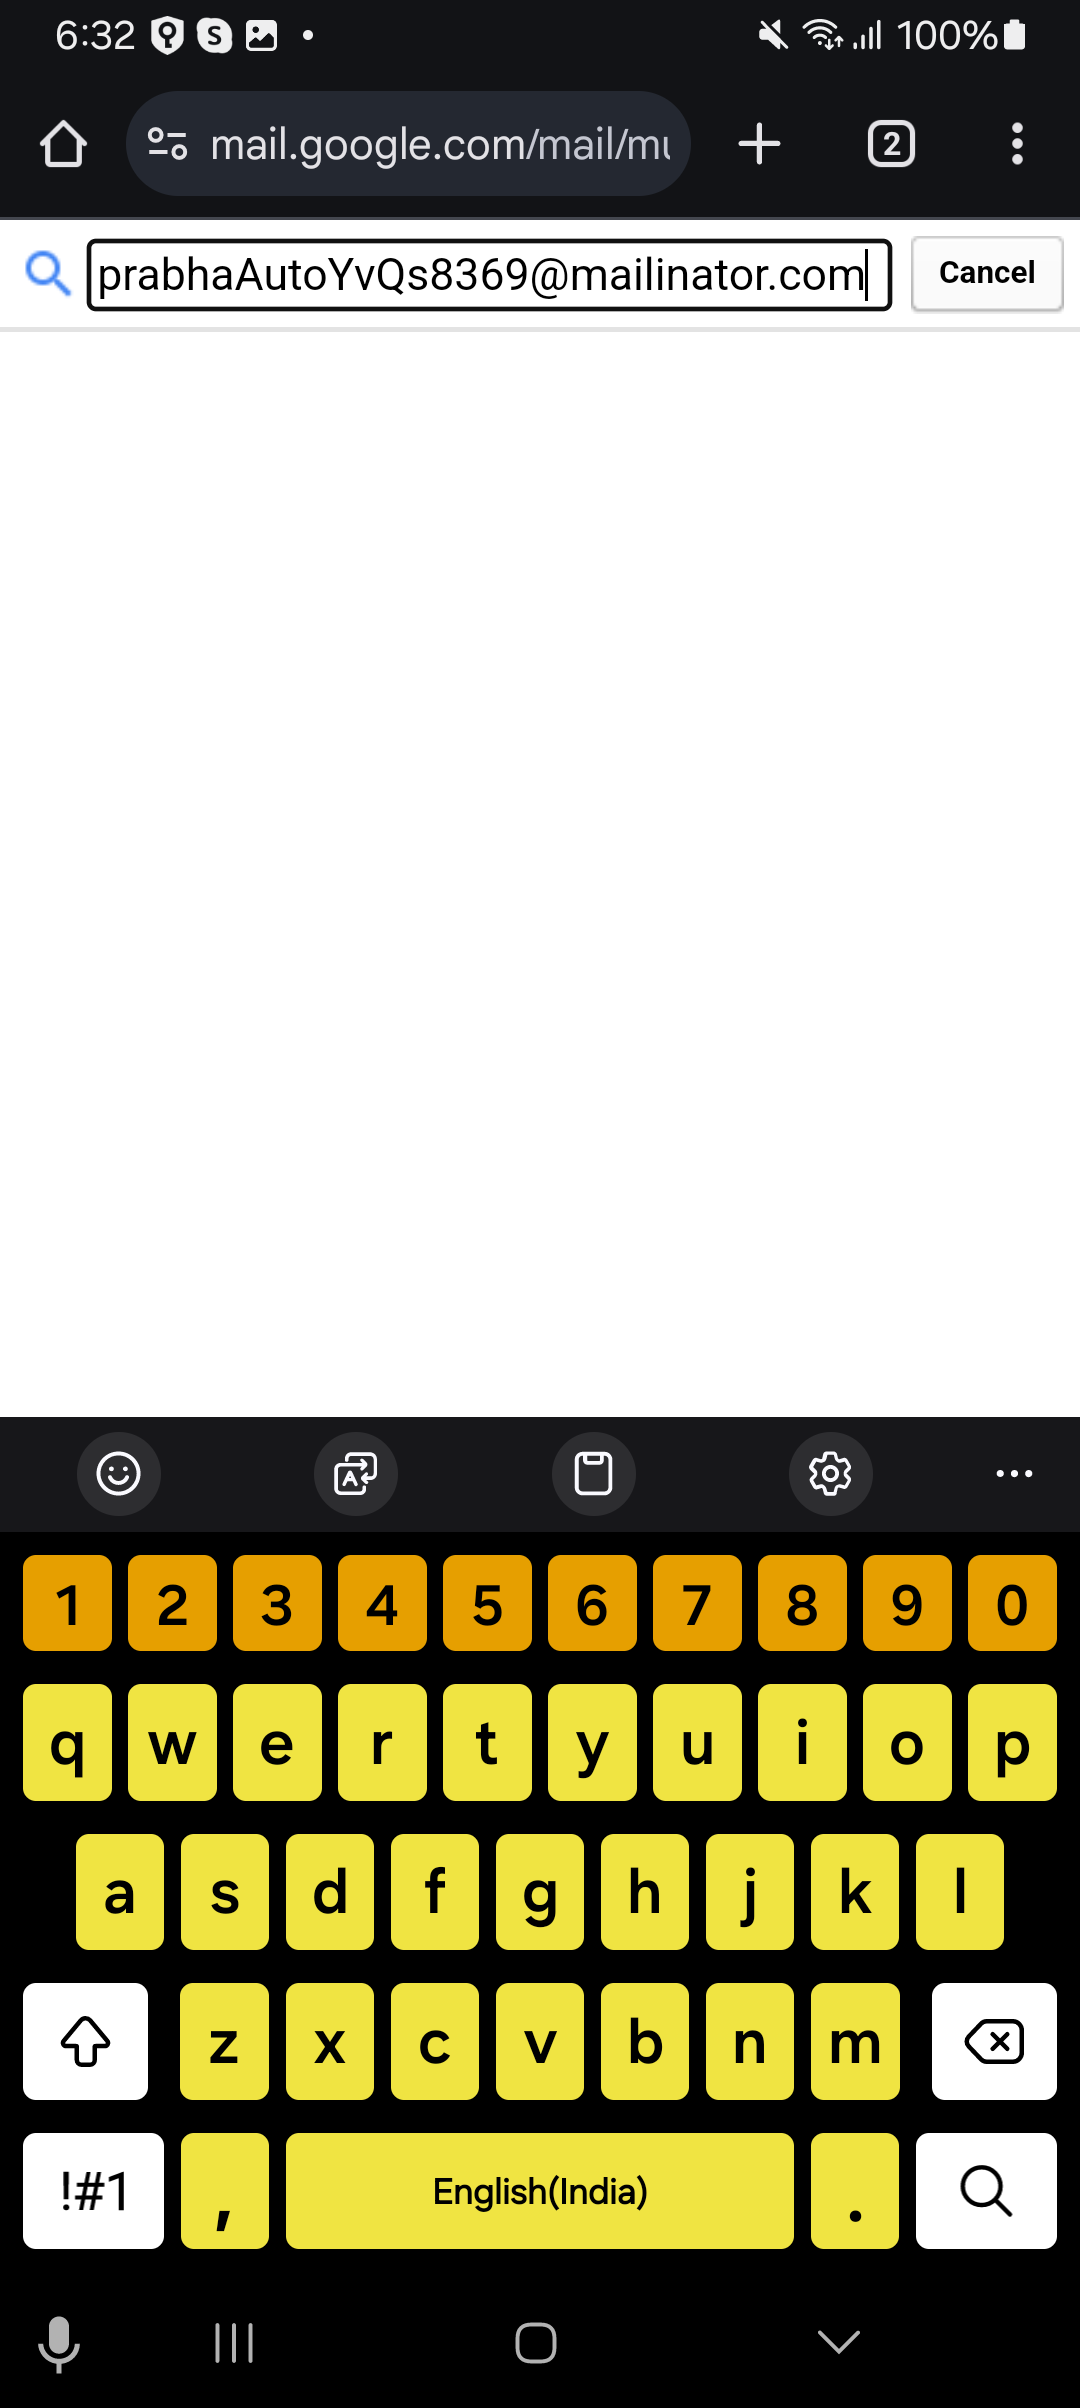 6:32 S 100%
mail.google.com/mail/mu 2
prabhaAutoYvQs8369@mailinator.com Cancel
1 2 3 4 5 6 7 8 9 0
q w e r t y u i o p
a s d f g h j k l
z x c v b n m
!#1 , English(India) .